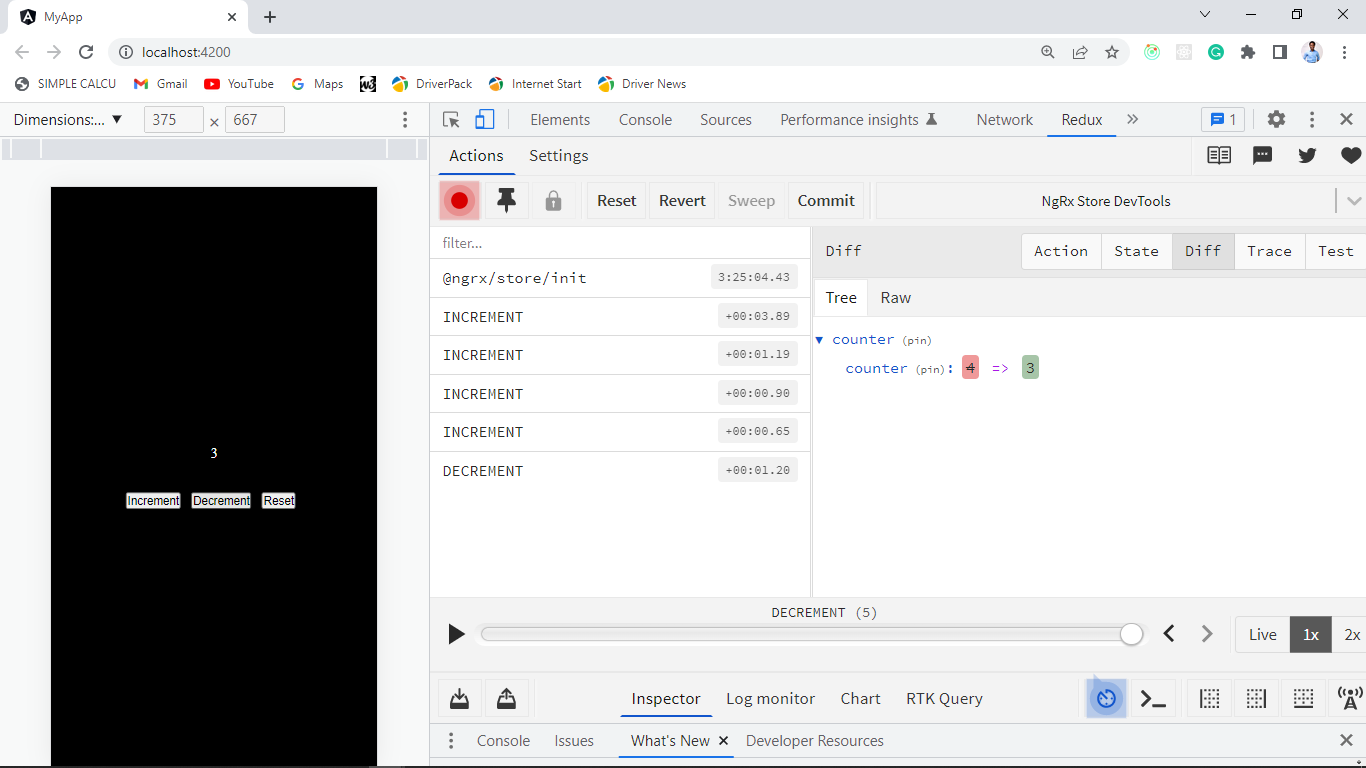 MyApp
localhost:4200
SIMPLE CALCU Gmail YouTube Maps w3 DriverPack Internet Start Driver News
Dimensions:... ▼ 375 × 667
Elements Console Sources Performance insights Network Redux » 1
Actions Settings
Reset Revert Sweep Commit NgRx Store DevTools
filter...
@ngrx/store/init 3:25:04.43
INCREMENT +00:03.89
INCREMENT +00:01.19
INCREMENT +00:00.90
INCREMENT +00:00.65
DECREMENT +00:01.20
Diff Action State Diff Trace Test
Tree Raw
▼ counter (pin)
counter (pin): 4 => 3
3
Increment Decrement Reset
DECREMENT (5)
Live 1x 2x
Inspector Log monitor Chart RTK Query
Console Issues What's New × Developer Resources